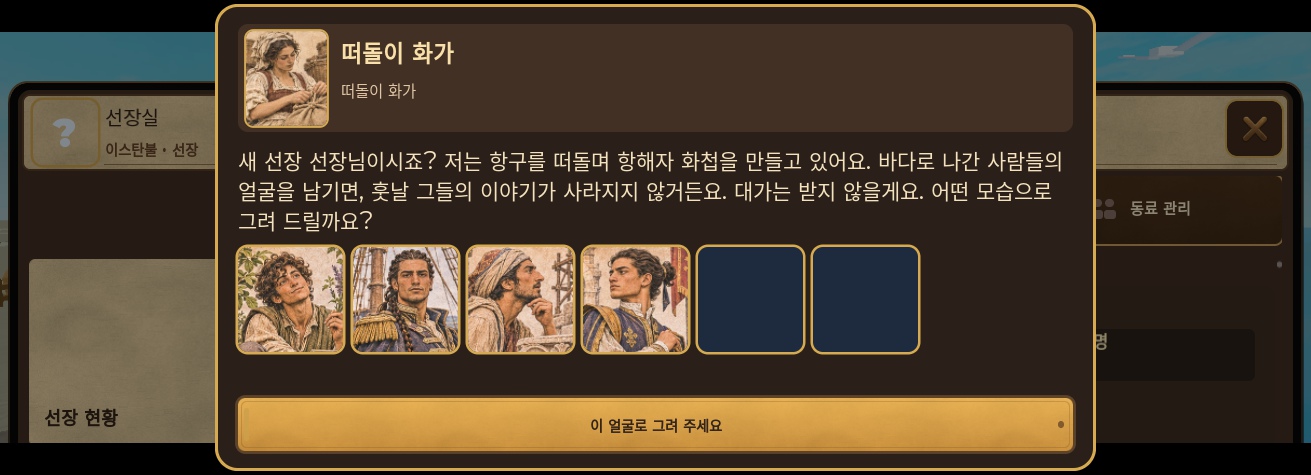 떠돌이 화가
떠돌이 화가
선장실
이스탄불 • 선장
새 선장 선장님이시죠? 저는 항구를 떠돌며 항해자 화첩을 만들고 있어요. 바다로 나간 사람들의
얼굴을 남기면, 훗날 그들의 이야기가 사라지지 않거든요. 대가는 받지 않을게요. 어떤 모습으로
그려 드릴까요?
동료 관리
명
선장 현황
이 얼굴로 그려 주세요